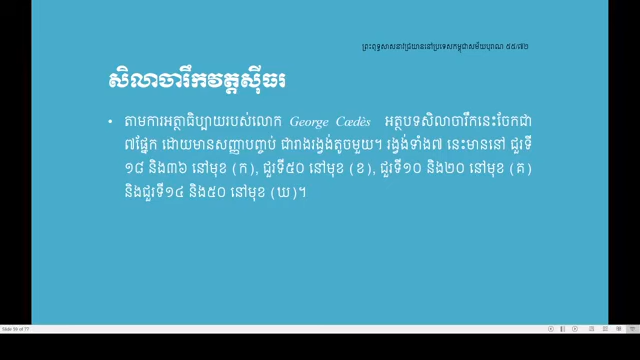 ព្រះពុទ្ធសាសនាវជ្រយាននៅប្រទេសកម្ពុជាសម័យបុរាណ ៥៥/៧២
សិលាចារឹកវត្តស៊ីធរ
• តាមការអត្ថាធិប្បាយរបស់លោក George Cœdès អត្ថបទសិលាចារឹកនេះចែកជា
៧ផ្នែក ដោយមានសញ្ញាបញ្ចប់ ជារាងរង្វង់តូចមួយ។ រង្វង់ទាំង៧ នេះមាននៅ ជួរទី
១៨ និង៣៦ នៅមុខ (ក), ជួរទី៥០ នៅមុខ (ខ), ជួរទី១០ និង២០ នៅមុខ (គ)
និងជួរទី១៤ និង៥០ នៅមុខ (ឃ)។
Slide 59 of 77